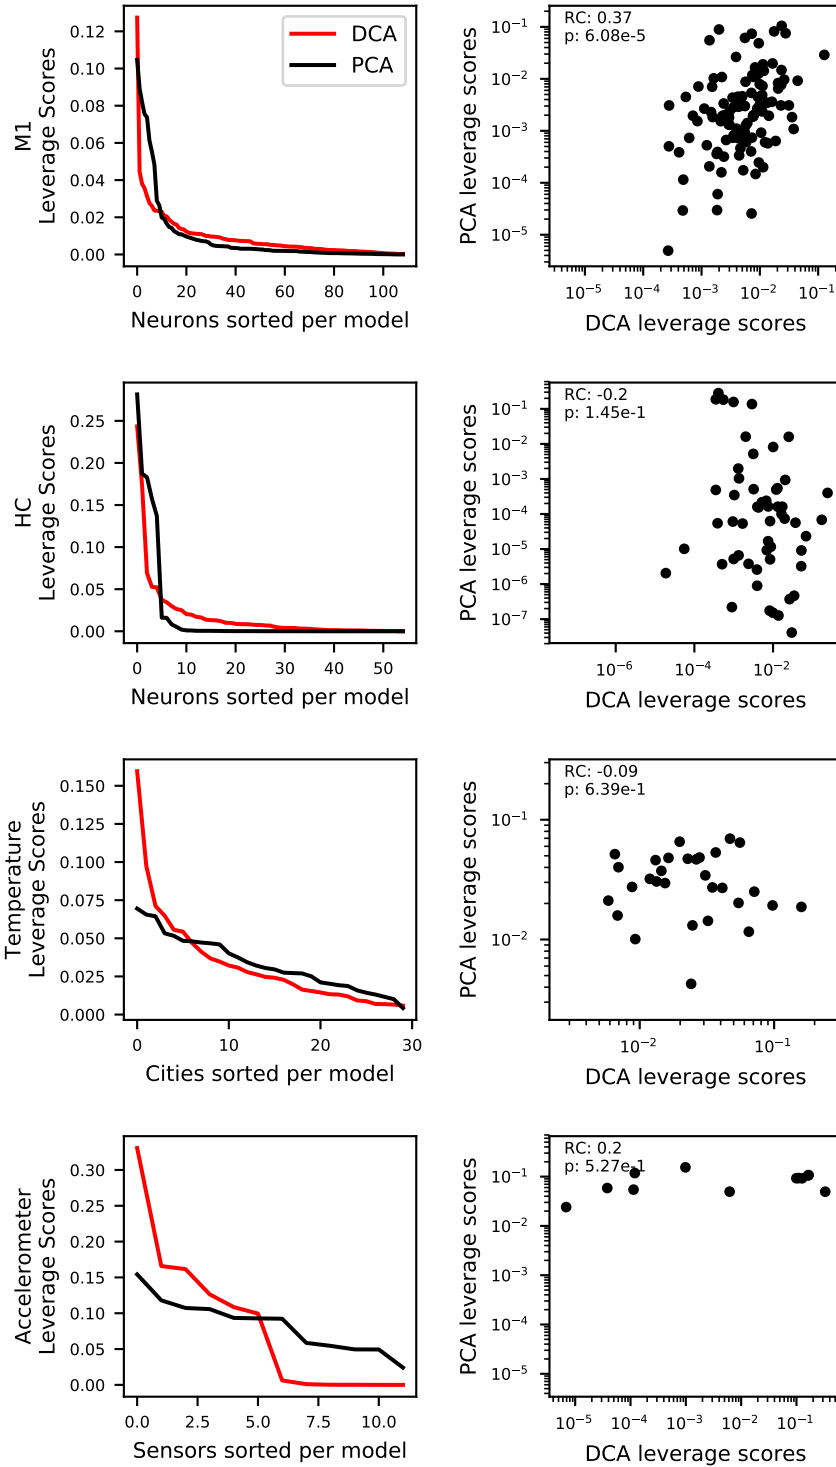 DCA
PCA
M1
Leverage Scores
0.12
0.10
0.08
0.06
0.04
0.02
0.00
0
20
40
60
80
100
Neurons sorted per model
RC: 0.37
p: 6.08e-5
PCA leverage scores
10⁻¹
10⁻²
10⁻³
10⁻⁴
10⁻⁵
10⁻⁵
10⁻⁴
10⁻³
10⁻²
10⁻¹
DCA leverage scores
HC
Leverage Scores
0.25
0.20
0.15
0.10
0.05
0.00
0
10
20
30
40
50
Neurons sorted per model
RC: -0.2
p: 1.45e-1
PCA leverage scores
10⁻¹
10⁻²
10⁻³
10⁻⁴
10⁻⁵
10⁻⁶
10⁻⁷
10⁻⁶
10⁻⁴
10⁻²
DCA leverage scores
Temperature
Leverage Scores
0.150
0.125
0.100
0.075
0.050
0.025
0.000
0
10
20
30
Cities sorted per model
RC: -0.09
p: 6.39e-1
PCA leverage scores
10⁻¹
10⁻²
10⁻²
10⁻¹
DCA leverage scores
Accelerometer
Leverage Scores
0.30
0.25
0.20
0.15
0.10
0.05
0.00
0.0
2.5
5.0
7.5
10.0
Sensors sorted per model
RC: 0.2
p: 5.27e-1
PCA leverage scores
10⁻¹
10⁻²
10⁻³
10⁻⁴
10⁻⁵
10⁻⁵
10⁻⁴
10⁻³
10⁻²
10⁻¹
DCA leverage scores